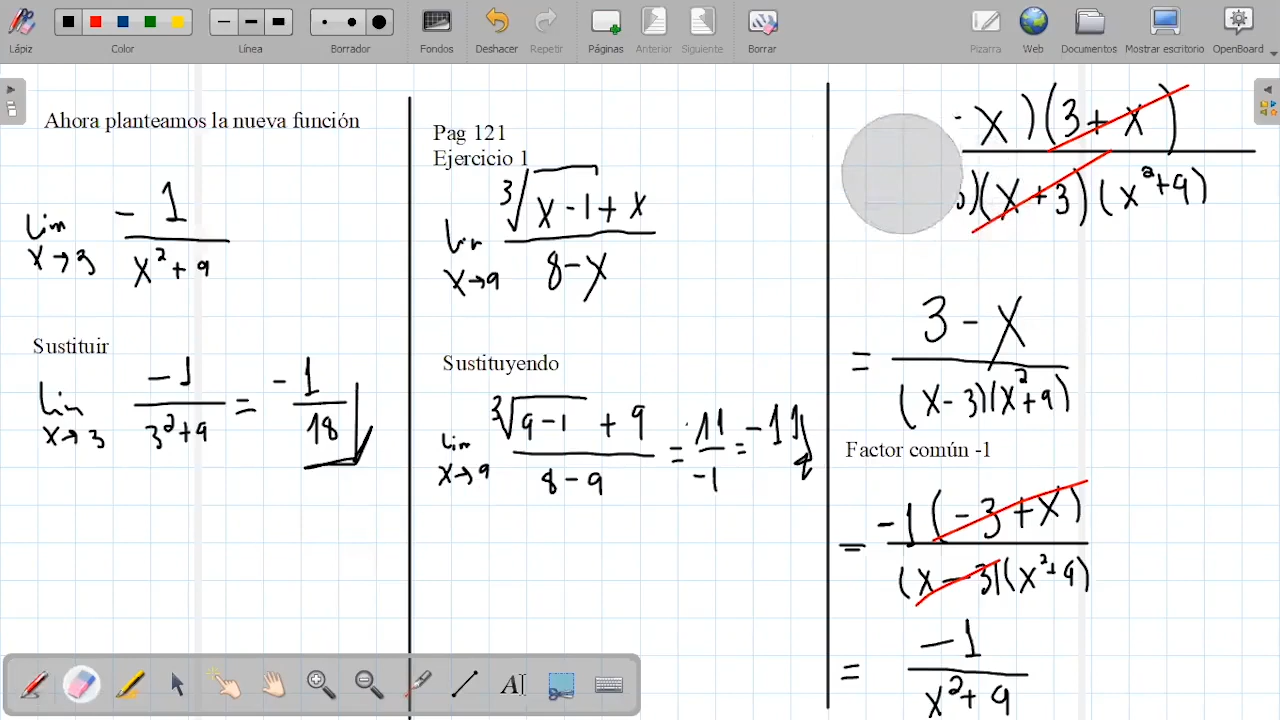 Lápiz
Color
Línea
Borrador
Fondos
Deshacer
Repetir
Páginas
Anterior
Siguiente
Borrar
Pizarra
Web
Documentos
Mostrar escritorio
OpenBoard
Ahora planteamos la nueva función
lim x→3 -1/(x²+9)
Sustituir
lim x→3 -1/(3²+9) = -1/18
Pag 121
Ejercicio 1
lim x→9 (∛(x-1)+x)/(8-x)
Sustituyendo
lim x→9 (∛(9-1) + 9)/(8-9) = 11/-1 = -11
-x)(3+x)
)(x+3)(x²+9)
= (3-x)/((x-3)(x²+9))
Factor común -1
= -1(-3+x)/((x-3)(x²+9))
= -1/(x²+9)